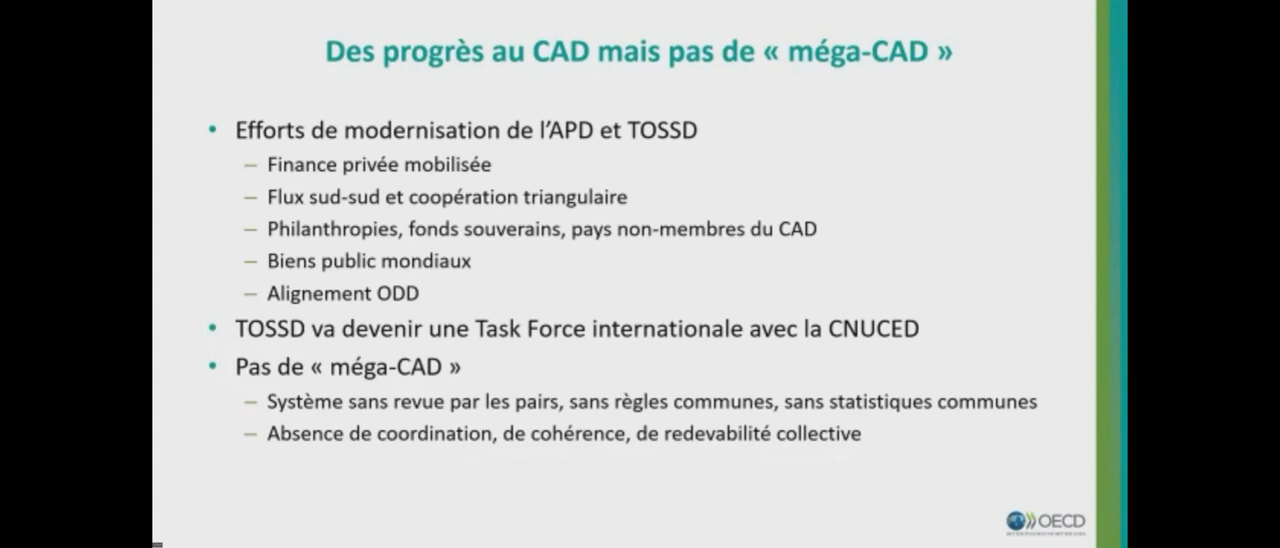 Des progrès au CAD mais pas de « méga-CAD »
• Efforts de modernisation de l'APD et TOSSD
– Finance privée mobilisée
– Flux sud-sud et coopération triangulaire
– Philanthropies, fonds souverains, pays non-membres du CAD
– Biens public mondiaux
– Alignement ODD
• TOSSD va devenir une Task Force internationale avec la CNUCED
• Pas de « méga-CAD »
– Système sans revue par les pairs, sans règles communes, sans statistiques communes
– Absence de coordination, de cohérence, de redevabilité collective
OECD